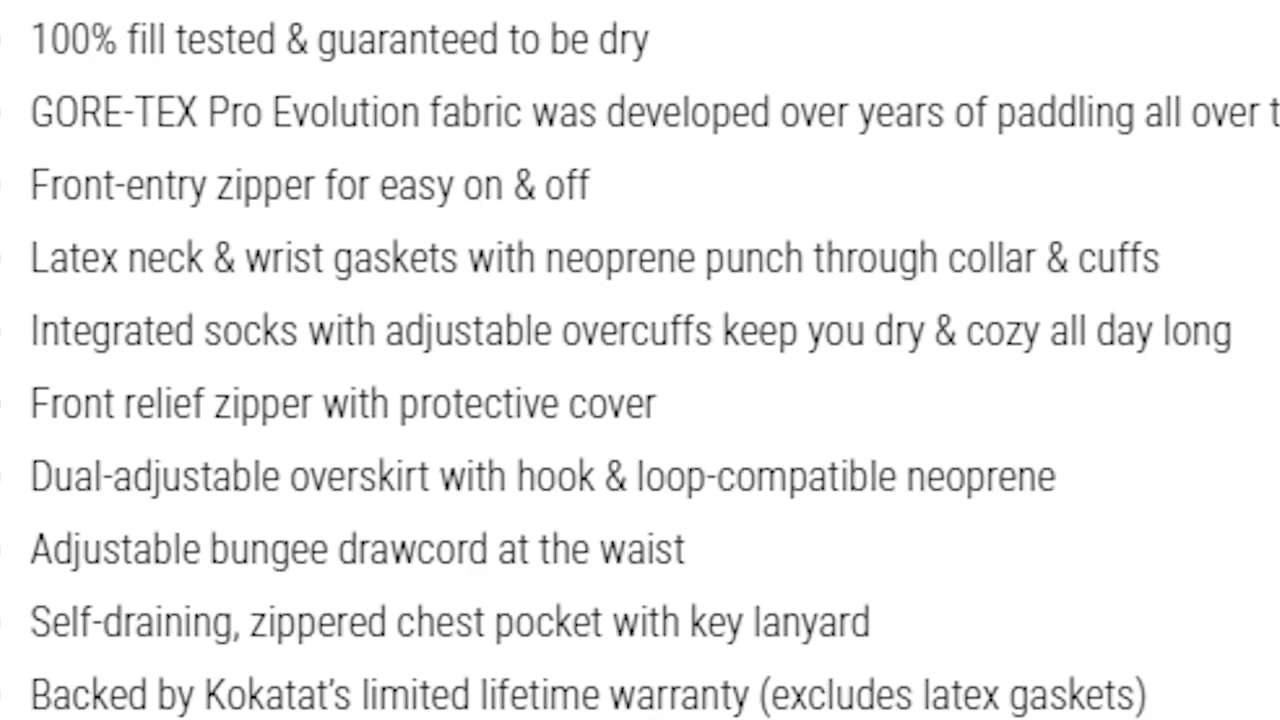 100% fill tested & guaranteed to be dry
GORE-TEX Pro Evolution fabric was developed over years of paddling all over
Front-entry zipper for easy on & off
Latex neck & wrist gaskets with neoprene punch through collar & cuffs
Integrated socks with adjustable overcuffs keep you dry & cozy all day long
Front relief zipper with protective cover
Dual-adjustable overskirt with hook & loop-compatible neoprene
Adjustable bungee drawcord at the waist
Self-draining, zippered chest pocket with key lanyard
Backed by Kokatat's limited lifetime warranty (excludes latex gaskets)